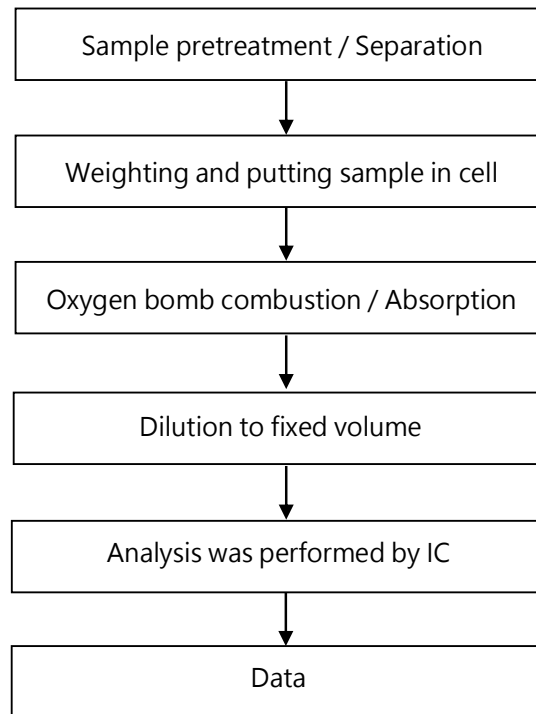 Sample pretreatment / Separation
Weighting and putting sample in cell
Oxygen bomb combustion / Absorption
Dilution to fixed volume
Analysis was performed by IC
Data